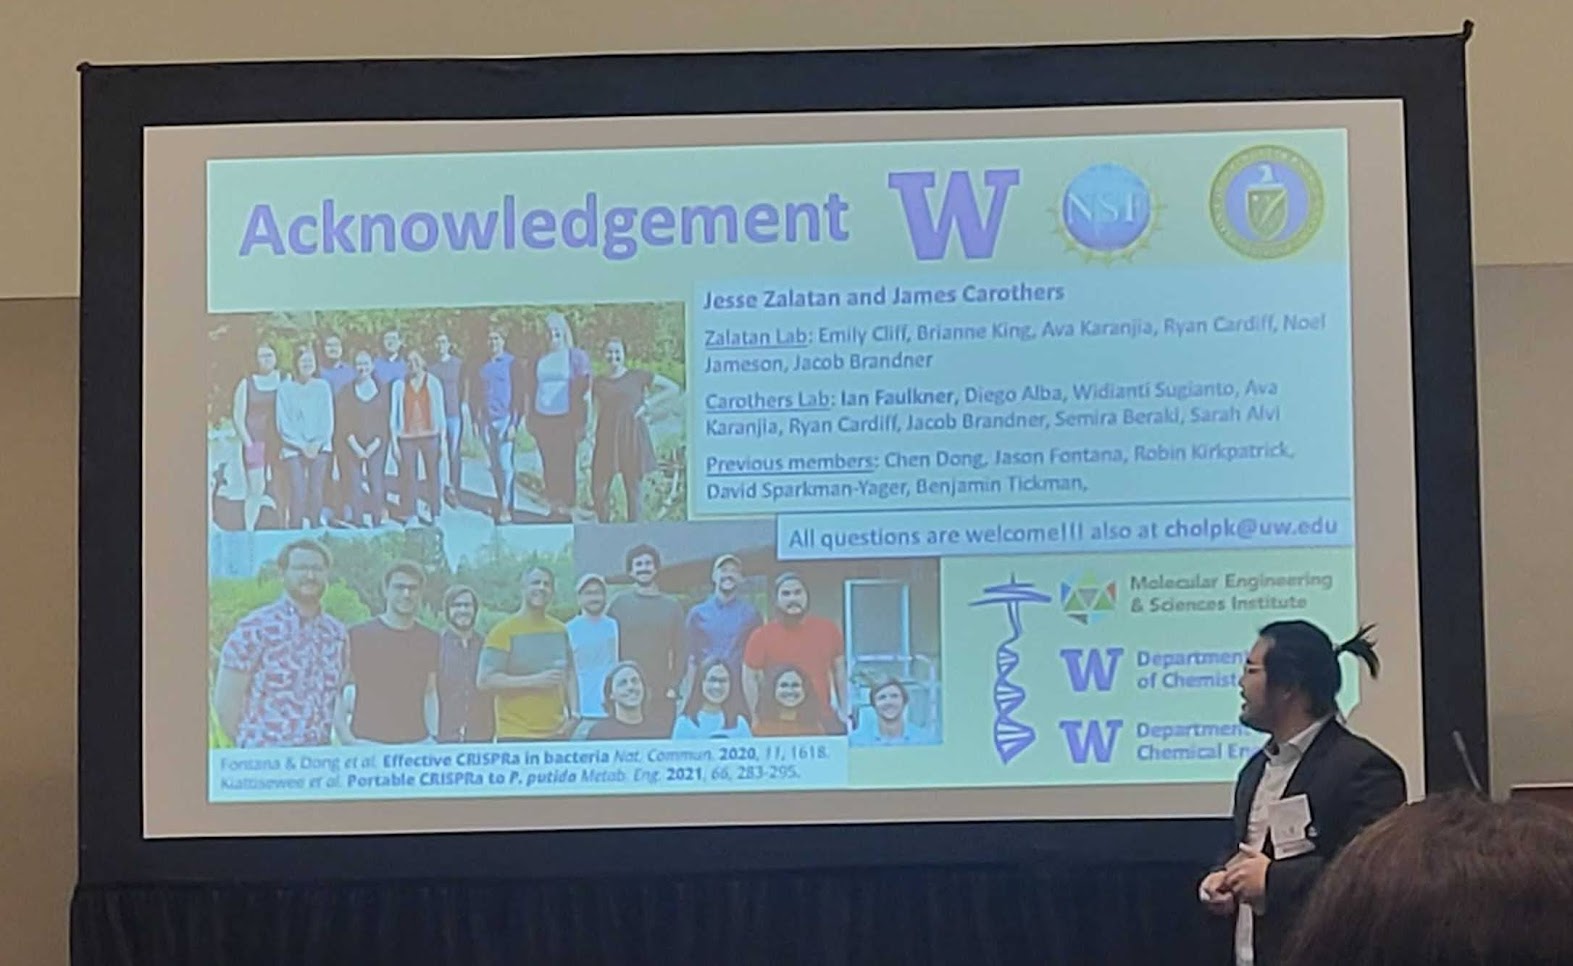 Acknowledgement
W
NSF
Jesse Zalatan and James Carothers
Zalatan Lab: Emily Cliff, Brianne King, Ava Karanjia, Ryan Cardiff, Noel
Jameson, Jacob Brandner
Carothers Lab: Ian Faulkner, Diego Alba, Widianti Sugianto, Ava
Karanjia, Ryan Cardiff, Jacob Brandner, Semira Beraki, Sarah Alvi
Previous members: Chen Dong, Jason Fontana, Robin Kirkpatrick,
David Sparkman-Yager, Benjamin Tickman,
All questions are welcome!!! also at cholpk@uw.edu
Molecular Engineering
& Sciences Institute
W Departmen
of Chemist
W Departmen
Chemical En
Fontana & Dong et al. Effective CRISPRa in bacteria Nat. Commun. 2020, 11, 1618.
Kiattisewee et al. Portable CRISPRa to P. putida Metab. Eng. 2021, 66, 283-295.